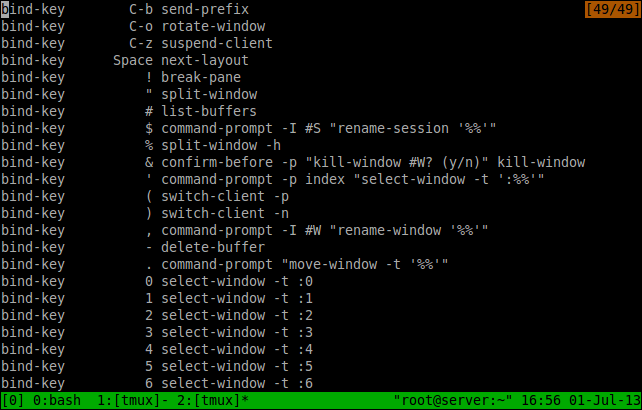 bind-key        C-b send-prefix                                          [49/49]
bind-key        C-o rotate-window
bind-key        C-z suspend-client
bind-key      Space next-layout
bind-key          ! break-pane
bind-key          " split-window
bind-key          # list-buffers
bind-key          $ command-prompt -I #S "rename-session '%%'"
bind-key          % split-window -h
bind-key          & confirm-before -p "kill-window #W? (y/n)" kill-window
bind-key          ' command-prompt -p index "select-window -t ':%%'"
bind-key          ( switch-client -p
bind-key          ) switch-client -n
bind-key          , command-prompt -I #W "rename-window '%%'"
bind-key          - delete-buffer
bind-key          . command-prompt "move-window -t '%%'"
bind-key          0 select-window -t :0
bind-key          1 select-window -t :1
bind-key          2 select-window -t :2
bind-key          3 select-window -t :3
bind-key          4 select-window -t :4
bind-key          5 select-window -t :5
bind-key          6 select-window -t :6
[0] 0:bash  1:[tmux]- 2:[tmux]*                  "root@server:~" 16:56 01-Jul-13